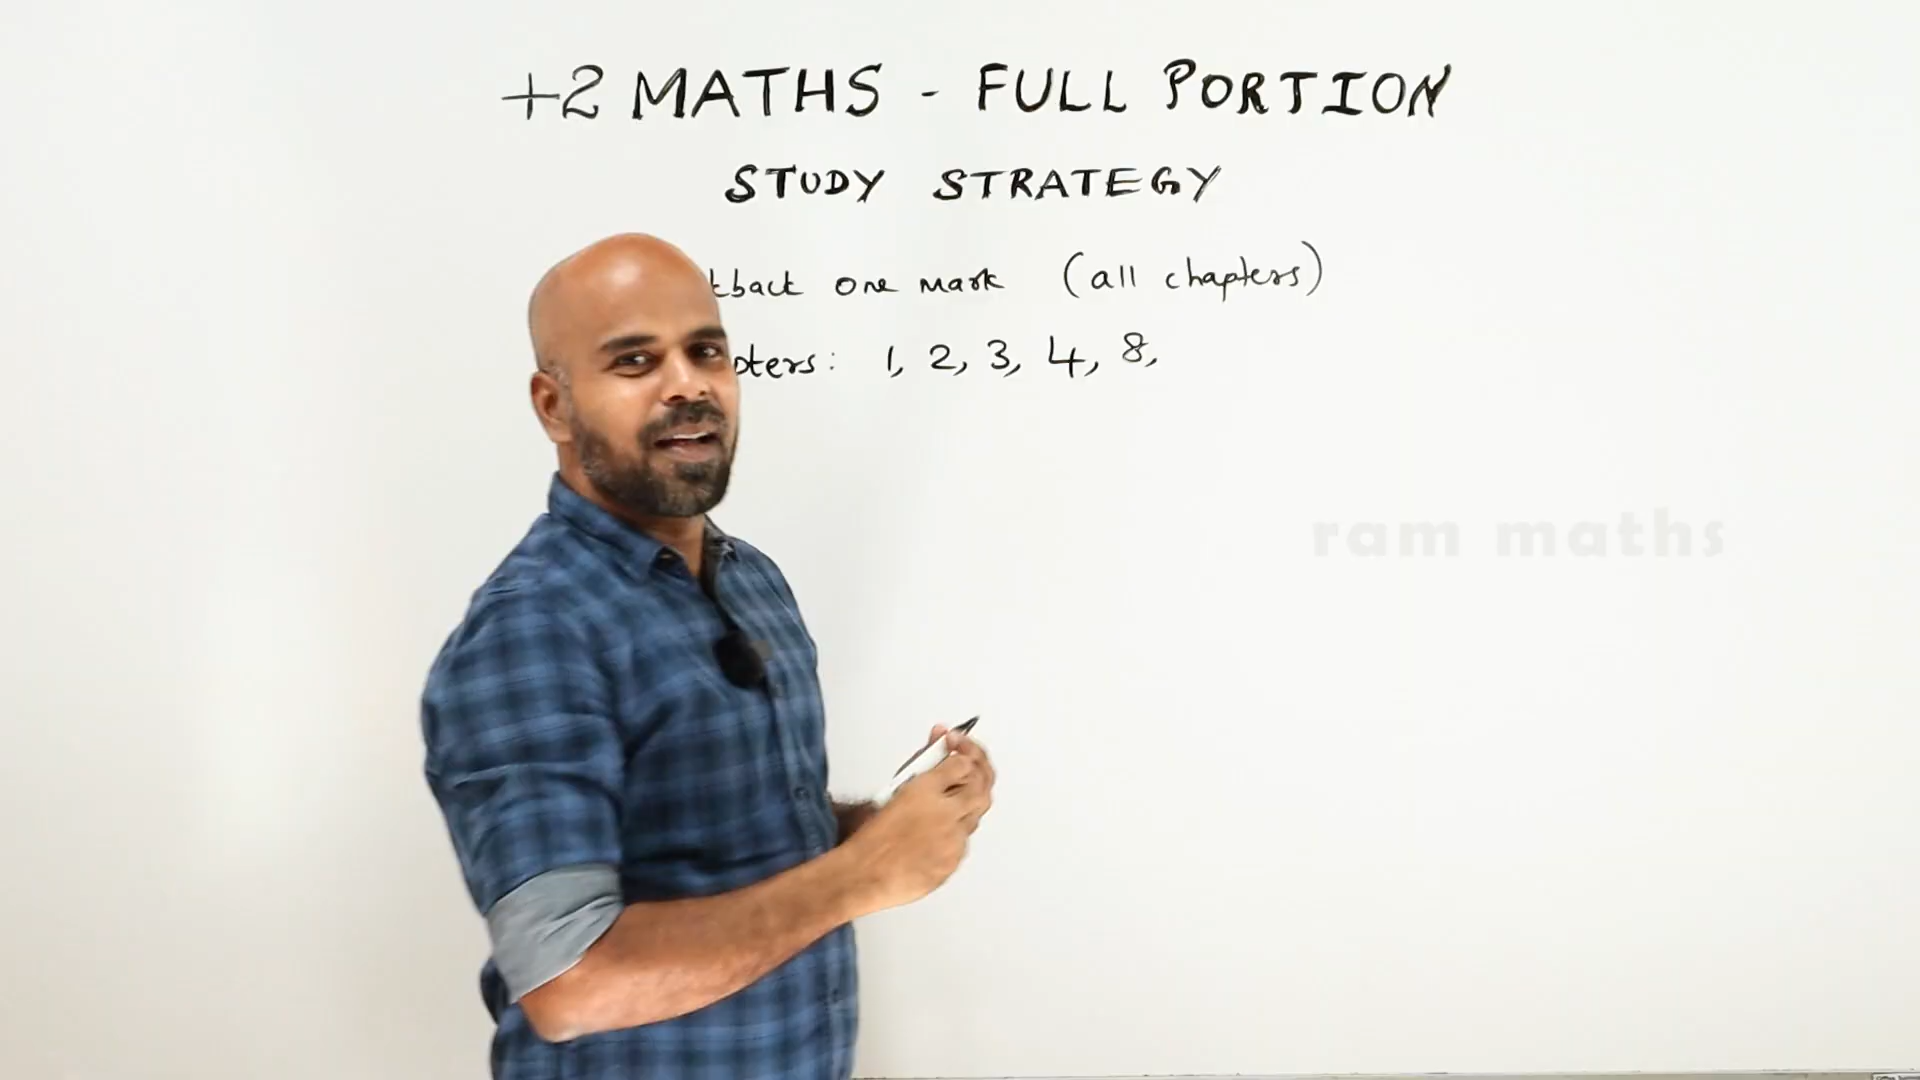 +2 MATHS - FULL PORTION
STUDY STRATEGY
one mark (all chapters)
1, 2, 3, 4, 8,
ram maths